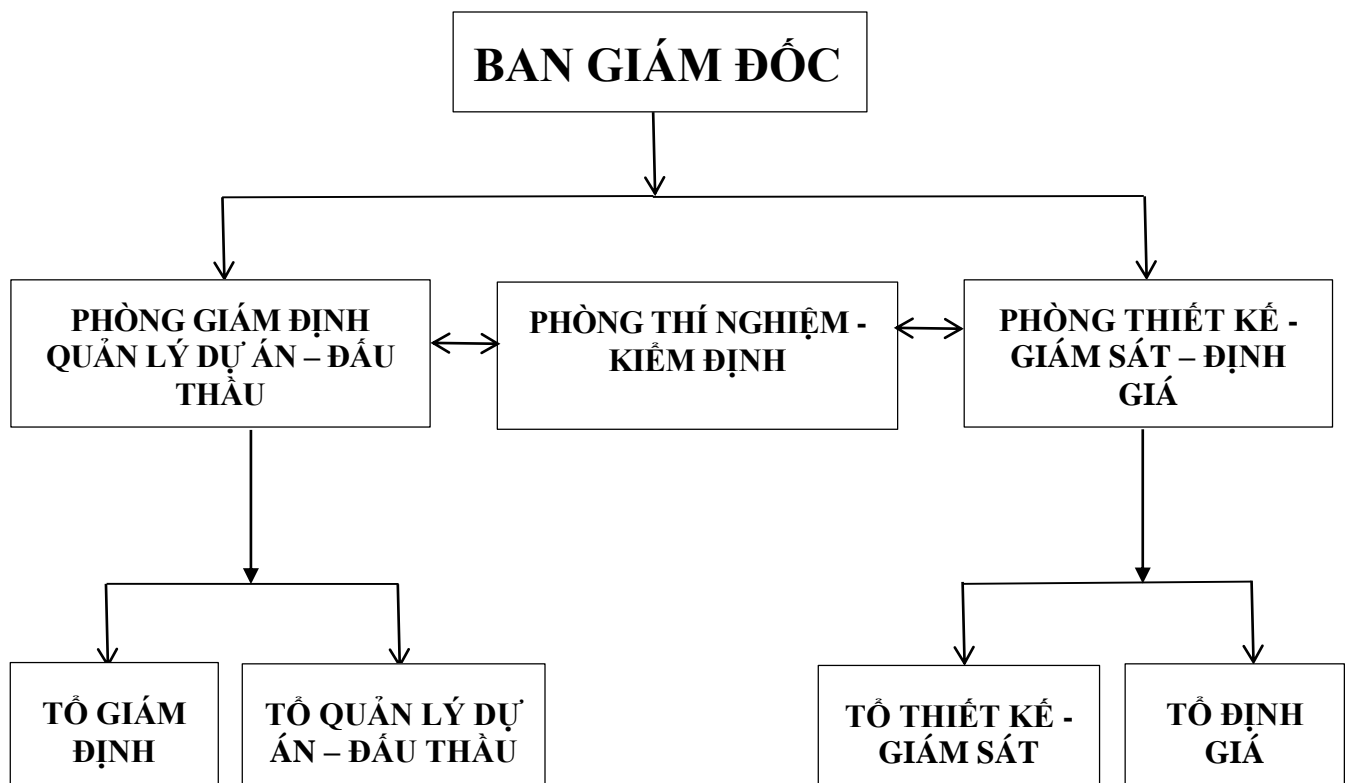 BAN GIÁM ĐỐC
PHÒNG GIÁM ĐỊNH
QUẢN LÝ DỰ ÁN – ĐẤU
THẦU
PHÒNG THÍ NGHIỆM -
KIỂM ĐỊNH
PHÒNG THIẾT KẾ -
GIÁM SÁT – ĐỊNH
GIÁ
TỔ GIÁM
ĐỊNH
TỔ QUẢN LÝ DỰ
ÁN – ĐẤU THẦU
TỔ THIẾT KẾ -
GIÁM SÁT
TỔ ĐỊNH
GIÁ